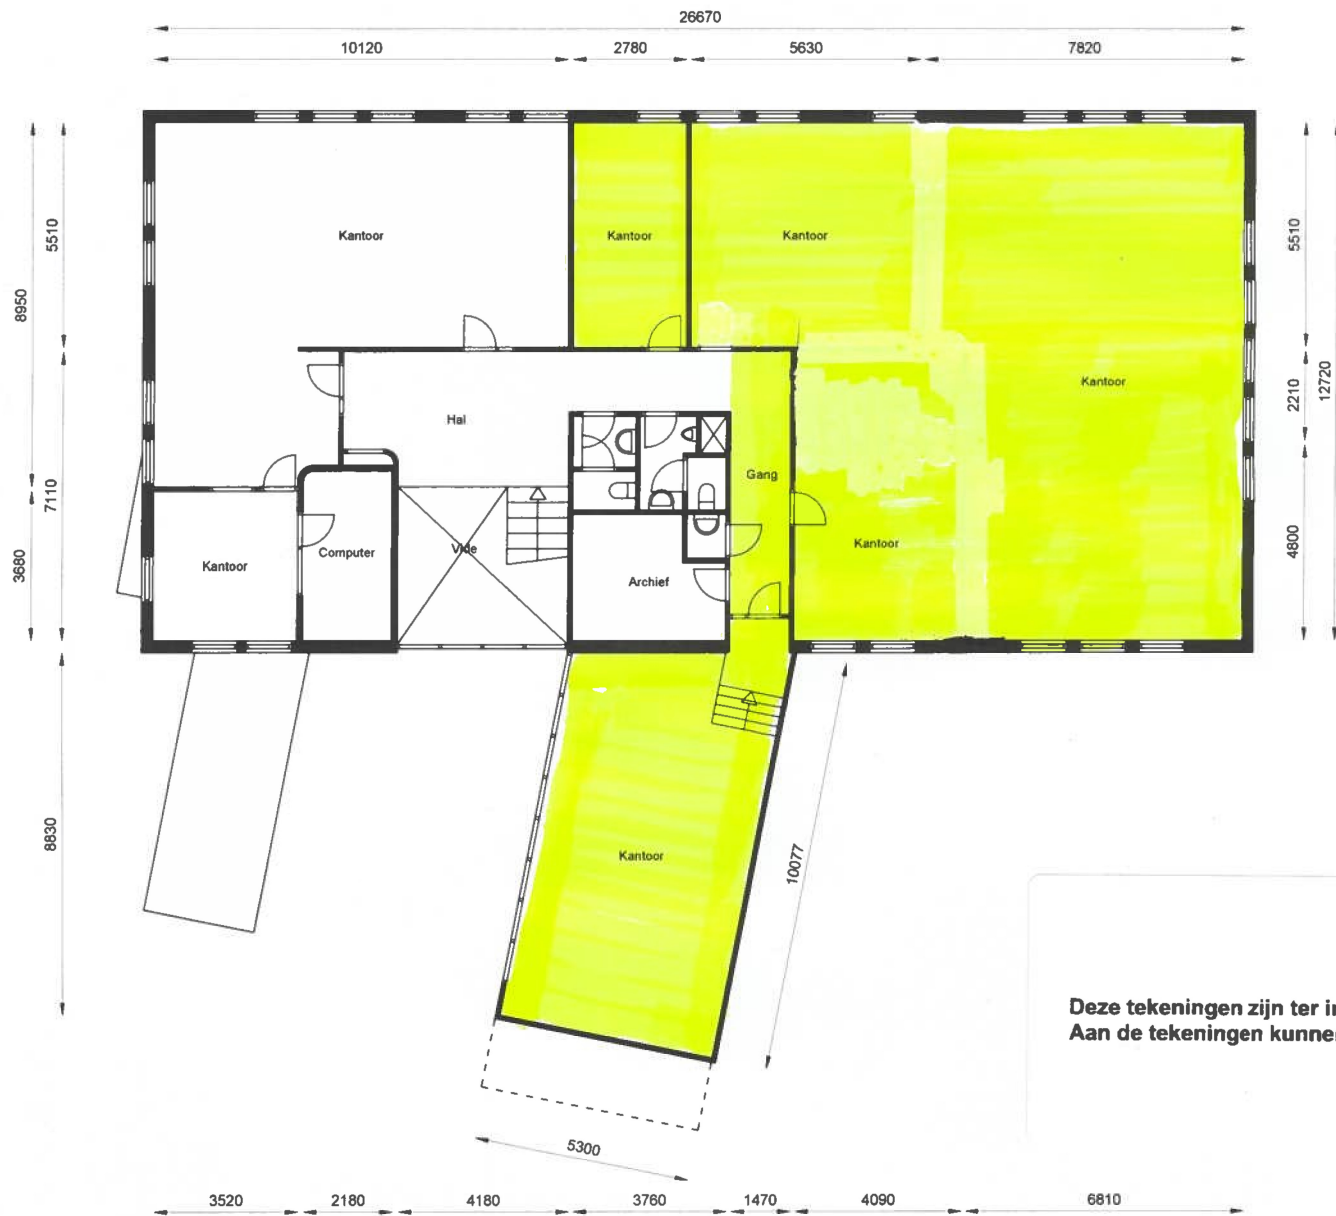 26670
10120 2780 5630 7820
Kantoor Kantoor Kantoor
5510 5510
8950
2210 12720
Kantoor
Hal
Gang
7110
Kantoor
4800
Computer
Kantoor
Archief
3680
8830
Kantoor
10077
Deze tekeningen zijn ter
Aan de tekeningen
5300
3520 2180 4180 3760 1470 4090 6810